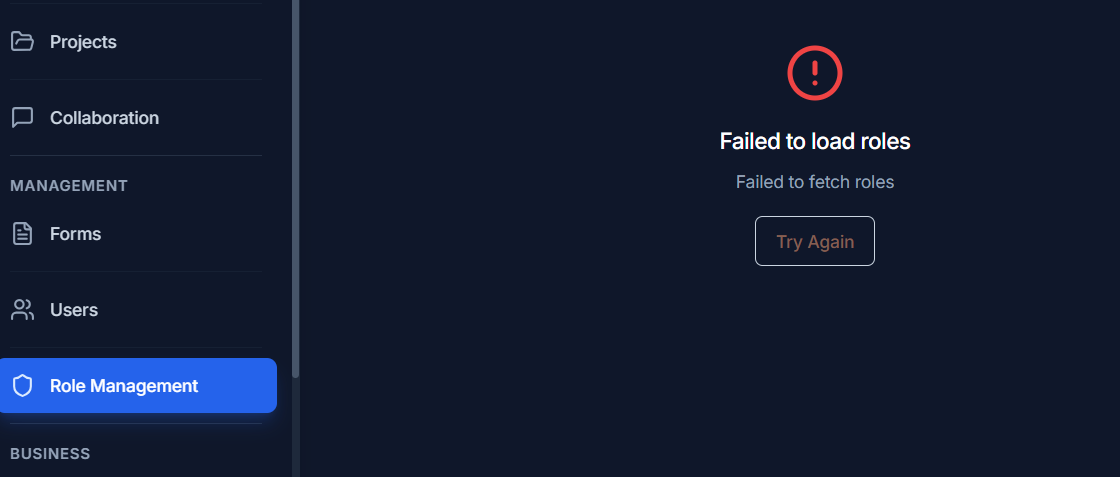 Projects
Collaboration
MANAGEMENT
Forms
Users
Role Management
BUSINESS
Failed to load roles
Failed to fetch roles
Try Again